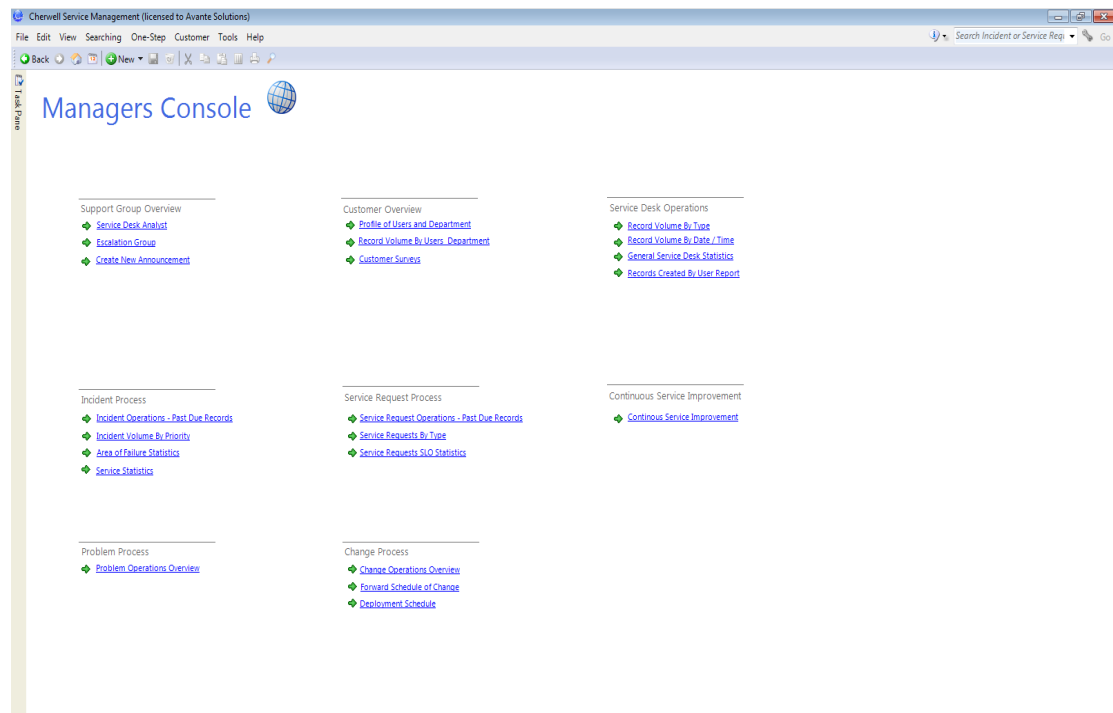 Cherwell Service Management (licensed to Avante Solutions)
File Edit View Searching One-Step Customer Tools Help
Search Incident or Service Requ
Go
Back
New
Task Pane
Managers Console
Support Group Overview
Service Desk Analyst
Escalation Group
Create New Announcement
Customer Overview
Profile of Users and Department
Record Volume By Users Department
Customer Surveys
Service Desk Operations
Record Volume By Type
Record Volume By Date / Time
General Service Desk Statistics
Records Created By User Report
Incident Process
Incident Operations - Past Due Records
Incident Volume By Priority
Area of Failure Statistics
Service Statistics
Service Request Process
Service Request Operations - Past Due Records
Service Requests By Type
Service Requests SLO Statistics
Continuous Service Improvement
Continous Service Improvement
Problem Process
Problem Operations Overview
Change Process
Change Operations Overview
Forward Schedule of Change
Deployment Schedule